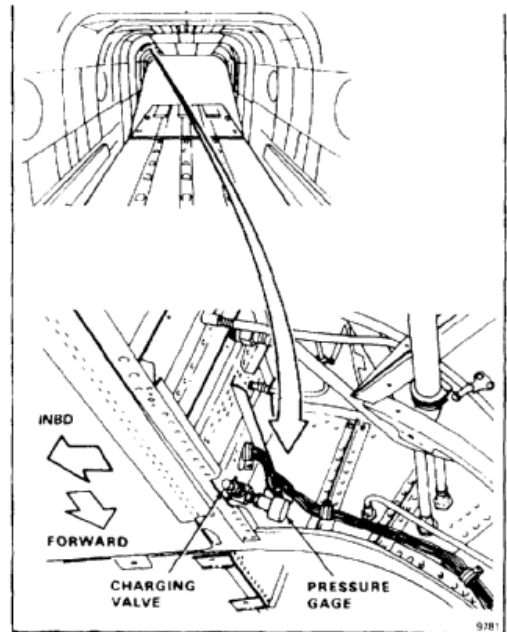 INBD
FORWARD
CHARGING
VALVE
PRESSURE
GAGE
9781